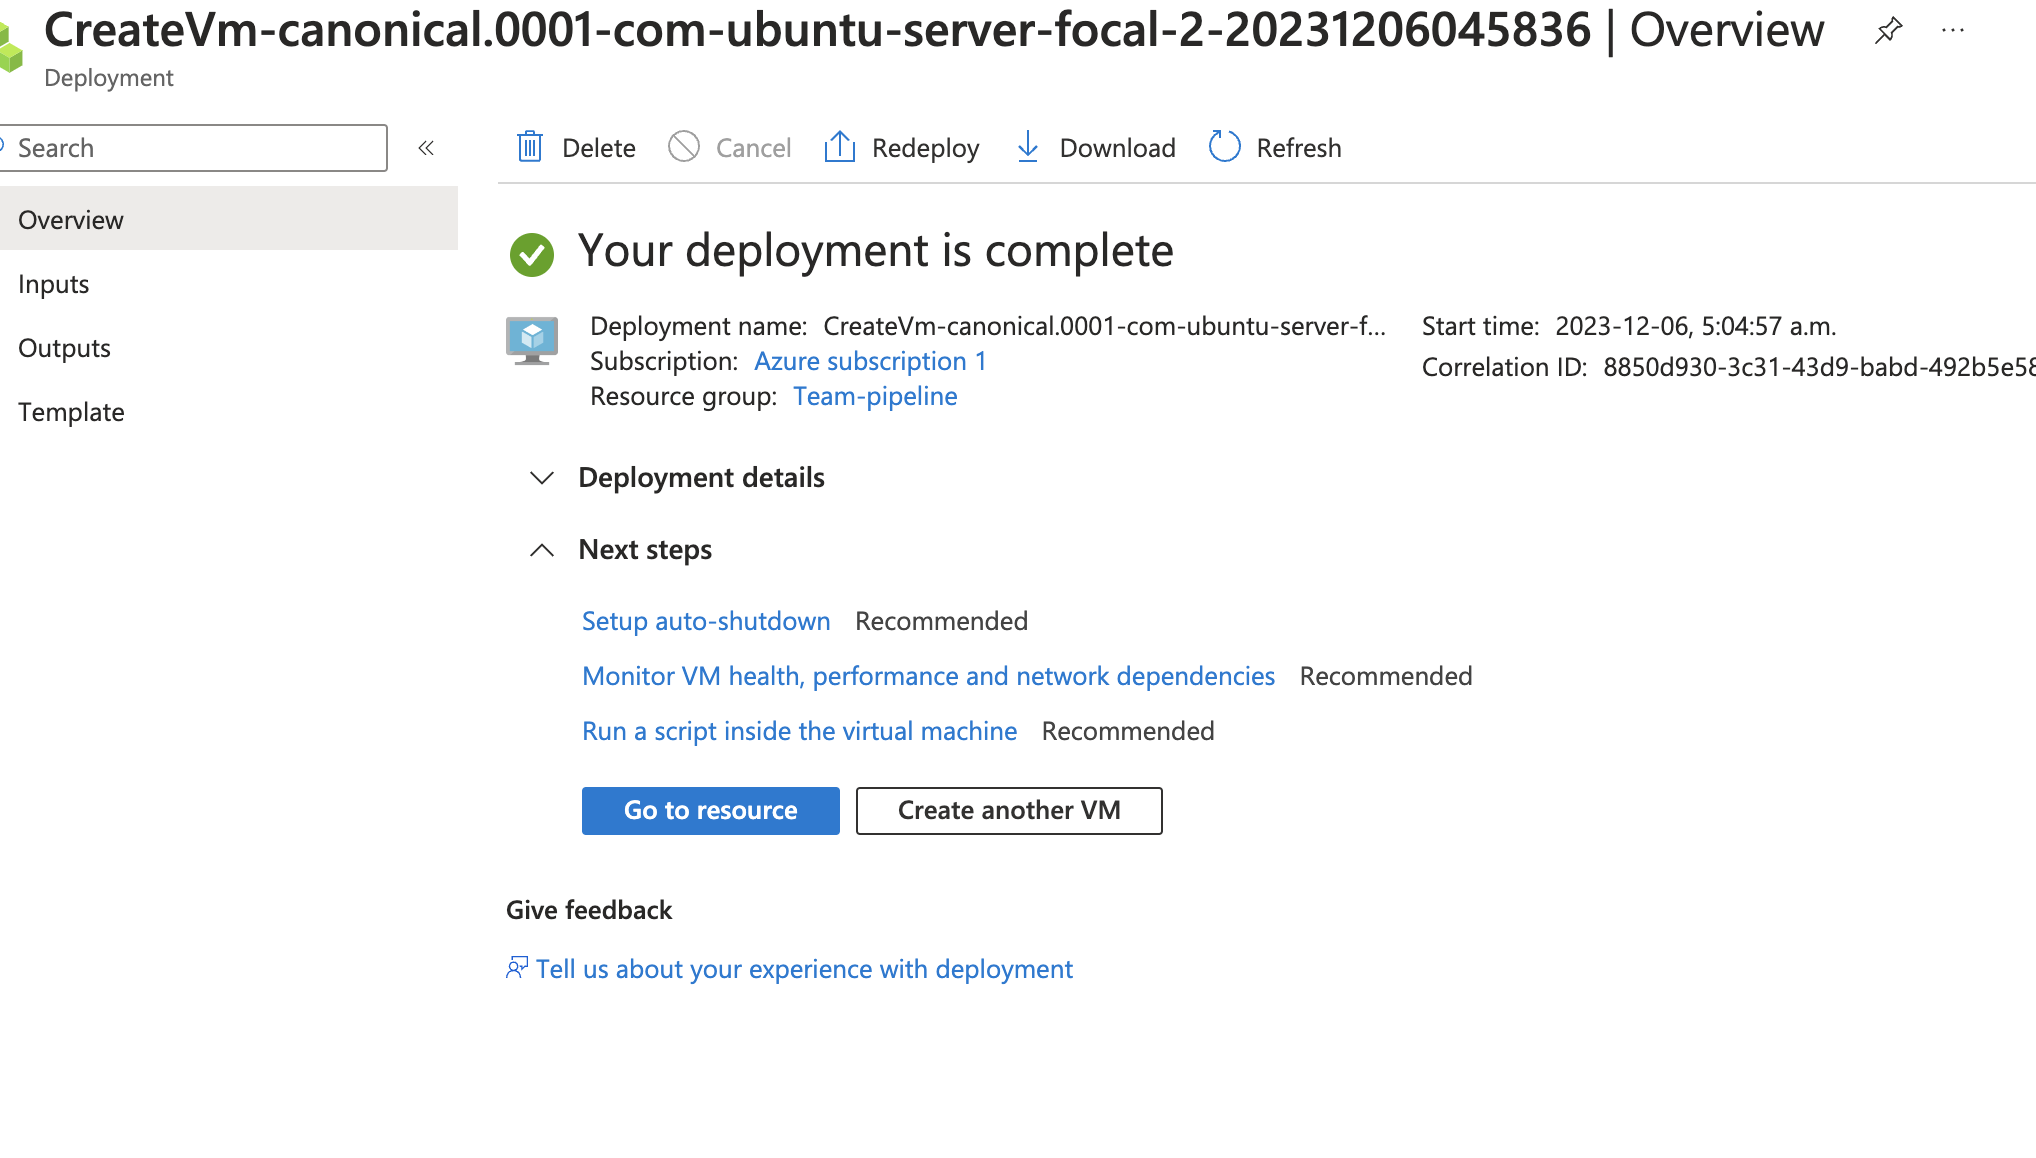 CreateVm-canonical.0001-com-ubuntu-server-focal-2-20231206045836 | Overview
Deployment
Search
Overview
Inputs
Outputs
Template
Delete Cancel Redeploy Download Refresh
Your deployment is complete
Deployment name: CreateVm-canonical.0001-com-ubuntu-server-f... Start time: 2023-12-06, 5:04:57 a.m.
Subscription: Azure subscription 1 Correlation ID: 8850d930-3c31-43d9-babd-492b5e58
Resource group: Team-pipeline
Deployment details
Next steps
Setup auto-shutdown Recommended
Monitor VM health, performance and network dependencies Recommended
Run a script inside the virtual machine Recommended
Go to resource Create another VM
Give feedback
Tell us about your experience with deployment